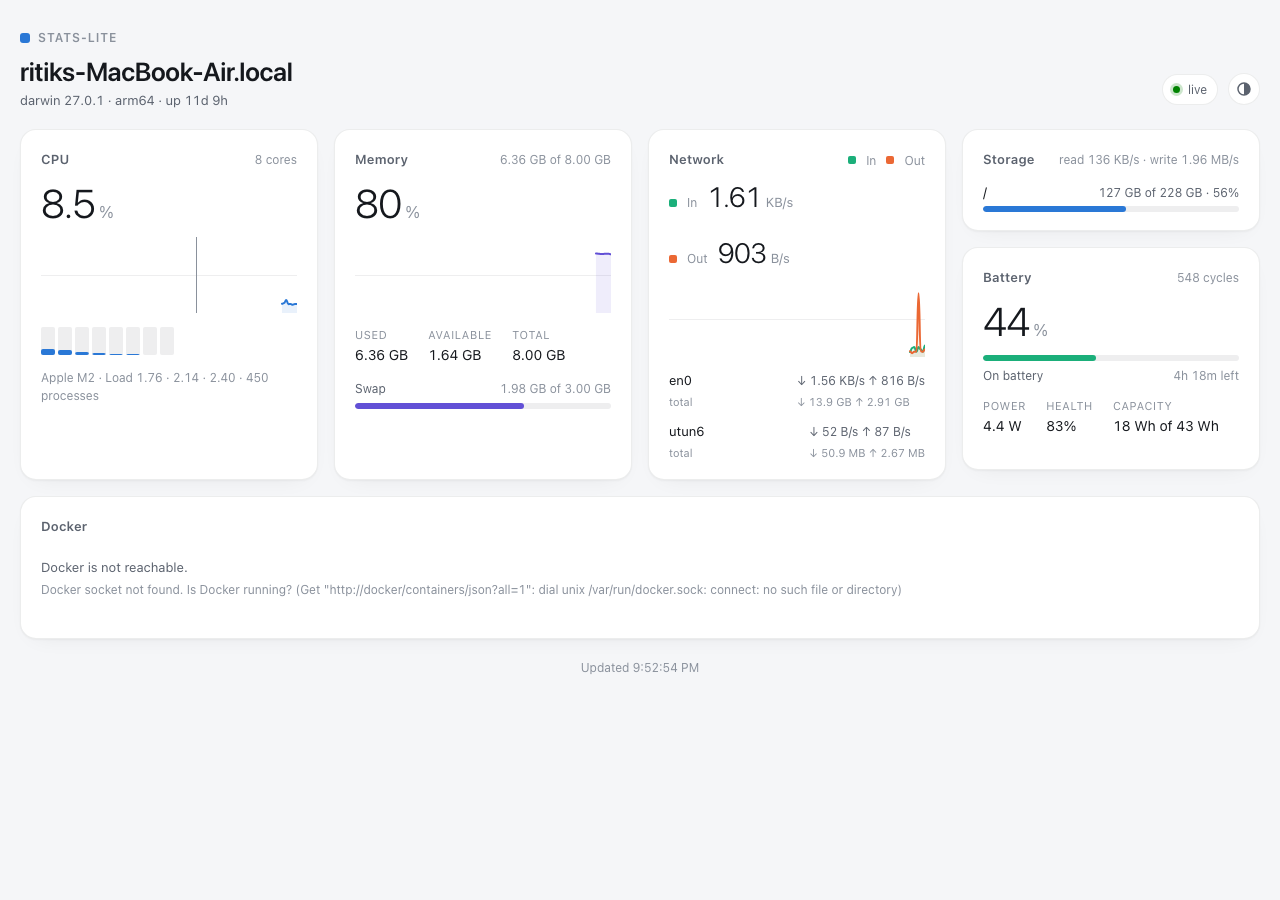 STATS-LITE
ritiks-MacBook-Air.local
darwin 27.0.1 · arm64 · up 11d 9h
live
CPU
8 cores
8.5 %
Apple M2 · Load 1.76 · 2.14 · 2.40 · 450
processes
Memory
6.36 GB of 8.00 GB
80 %
USED AVAILABLE TOTAL
6.36 GB 1.64 GB 8.00 GB
Swap 1.98 GB of 3.00 GB
Network
In Out
In 1.61 KB/s
Out 903 B/s
en0 ↓ 1.56 KB/s ↑ 816 B/s
total ↓ 13.9 GB ↑ 2.91 GB
utun6 ↓ 52 B/s ↑ 87 B/s
total ↓ 50.9 MB ↑ 2.67 MB
Storage read 136 KB/s · write 1.96 MB/s
/ 127 GB of 228 GB · 56%
Battery 548 cycles
44 %
On battery 4h 18m left
POWER HEALTH CAPACITY
4.4 W 83% 18 Wh of 43 Wh
Docker
Docker is not reachable.
Docker socket not found. Is Docker running? (Get "http://docker/containers/json?all=1": dial unix /var/run/docker.sock: connect: no such file or directory)
Updated 9:52:54 PM